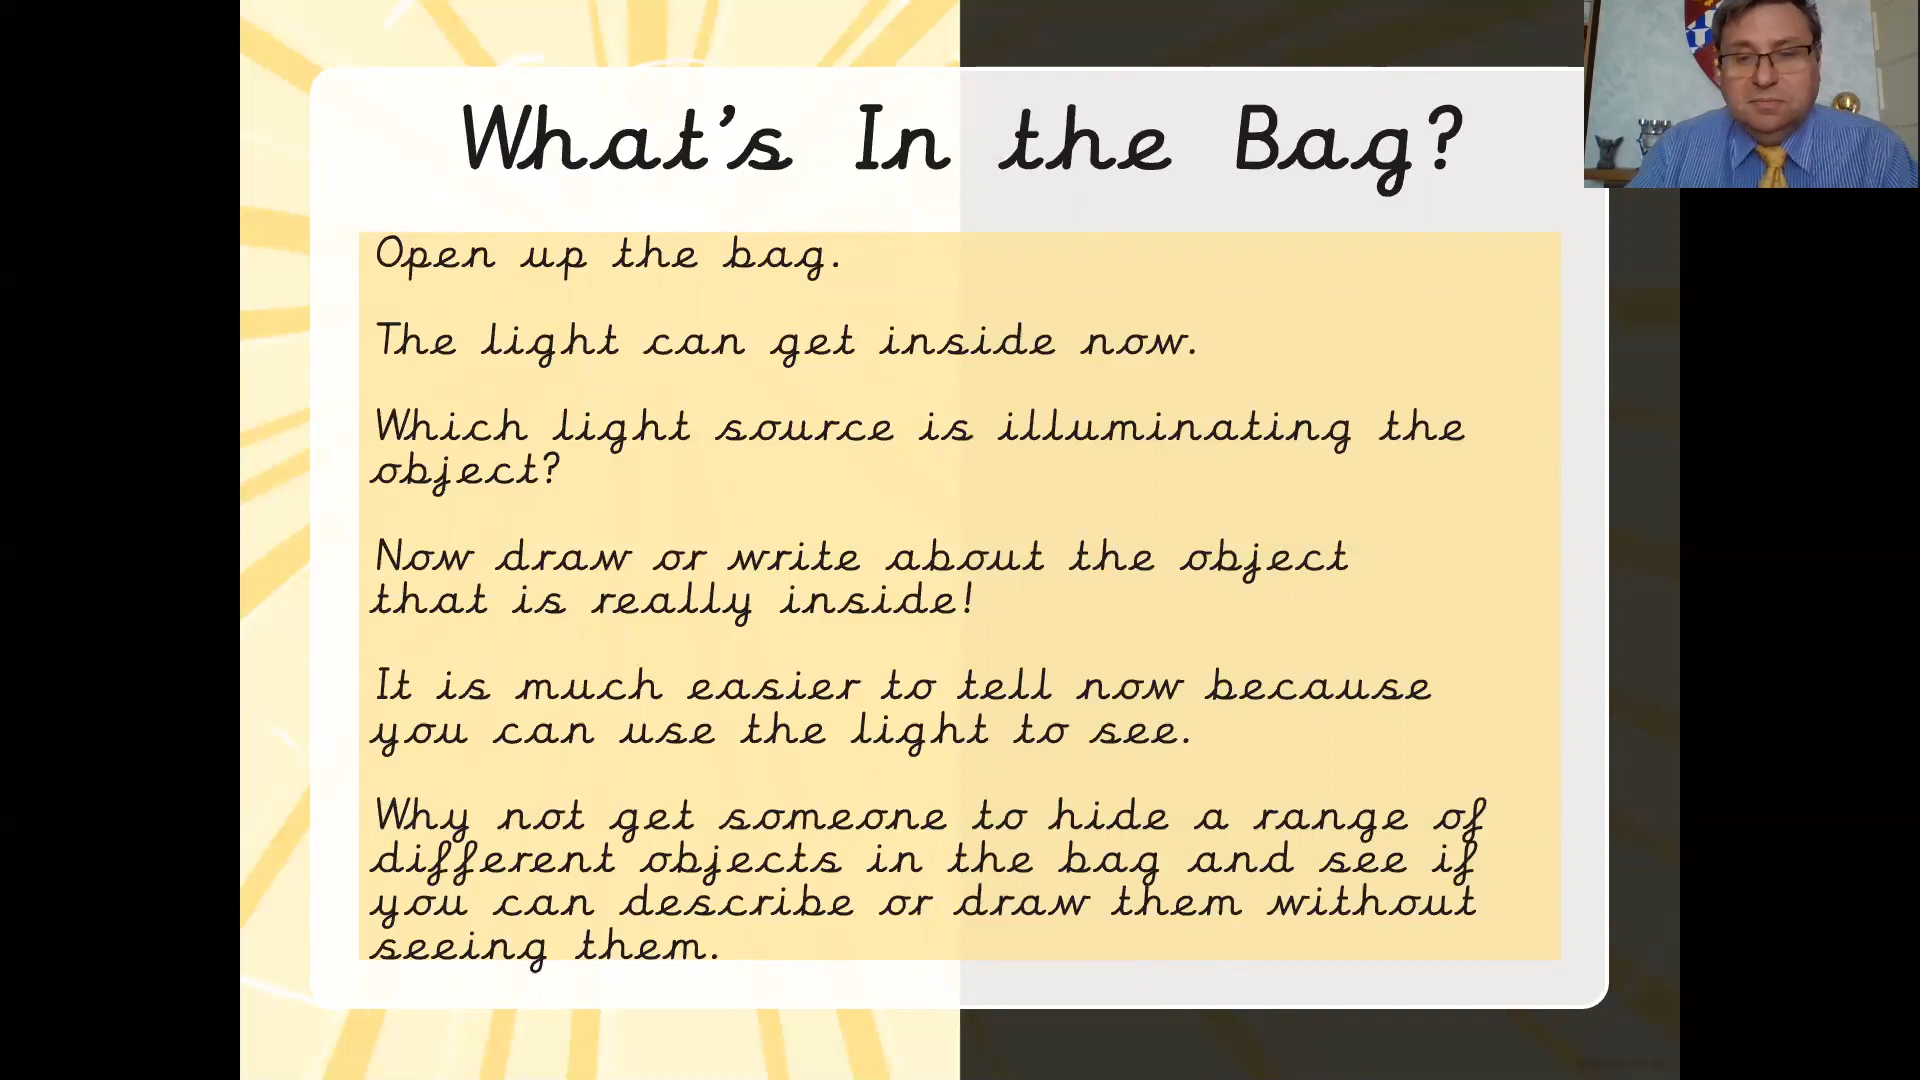 What's In the Bag?
Open up the bag.
The light can get inside now.
Which light source is illuminating the
object?
Now draw or write about the object
that is really inside!
It is much easier to tell now because
you can use the light to see.
Why not get someone to hide a range of
different objects in the bag and see if
you can describe or draw them without
seeing them.